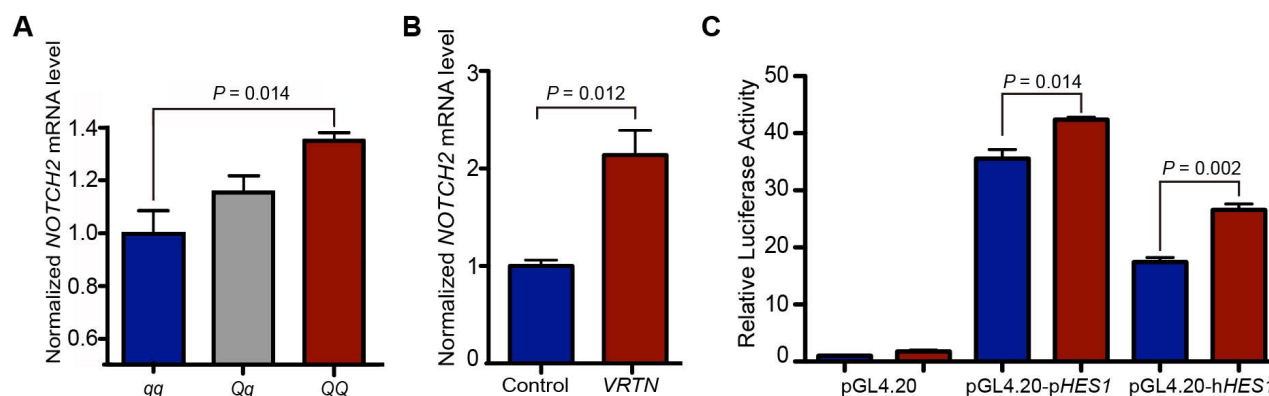 A
Normalized NOTCH2 mRNA level
P = 0.014
1.4
1.2
1.0
0.8
0.6
qq
Qq
QQ
B
Normalized NOTCH2 mRNA level
P = 0.012
3
2
1
0
Control
VRTN
C
Relative Luciferase Activity
P = 0.014
P = 0.002
50
40
30
20
10
0
pGL4.20
pGL4.20-pHES1
pGL4.20-hHES1